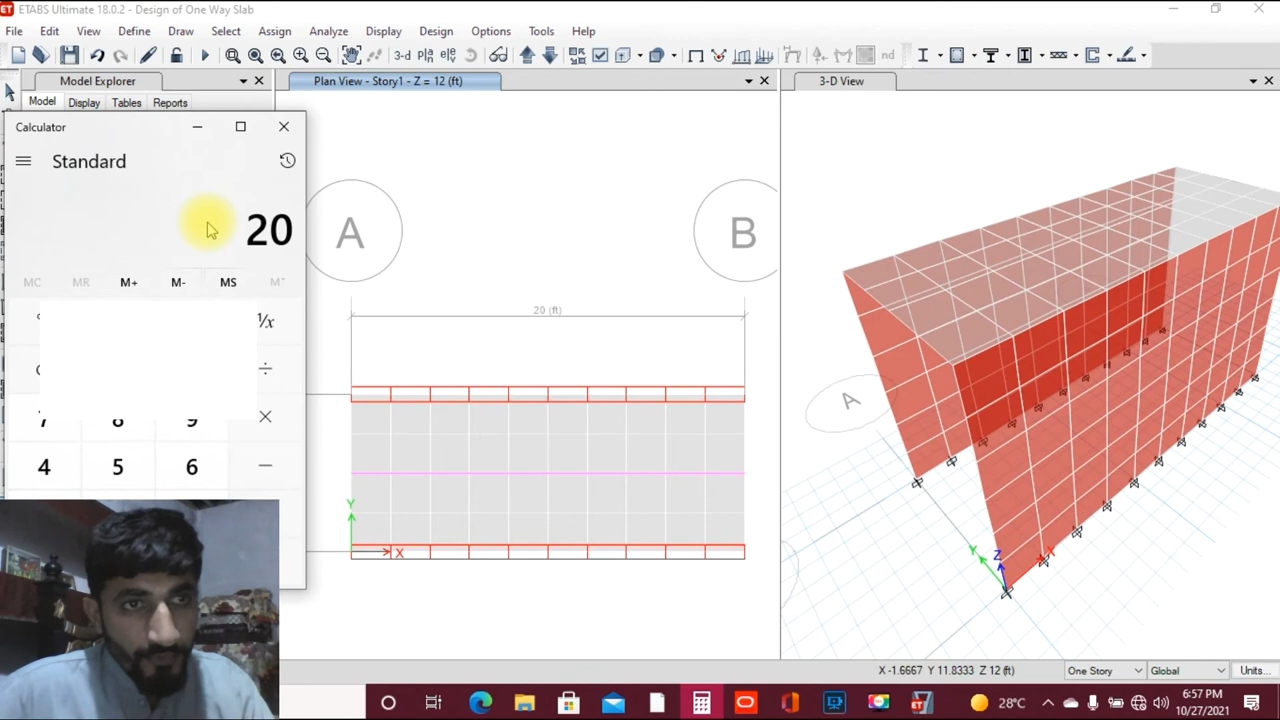 ETABS Ultimate 18.0.2 - Design of One Way Slab
File Edit View Define Draw Select Assign Analyze Display Design Options Tools Help
3-d nd
Model Explorer
Model Display Tables Reports
Plan View - Story1 - Z = 12 (ft)
3-D View
Calculator
Standard
20
MC MR M+ M- MS
¹/x
÷
7 8 9 ×
4 5 6 −
A B
20 (ft)
Y
X
A
Y Z X
X -1.6667 Y 11.8333 Z 12 (ft) One Story Global Units...
28°C
6:57 PM
10/27/2021